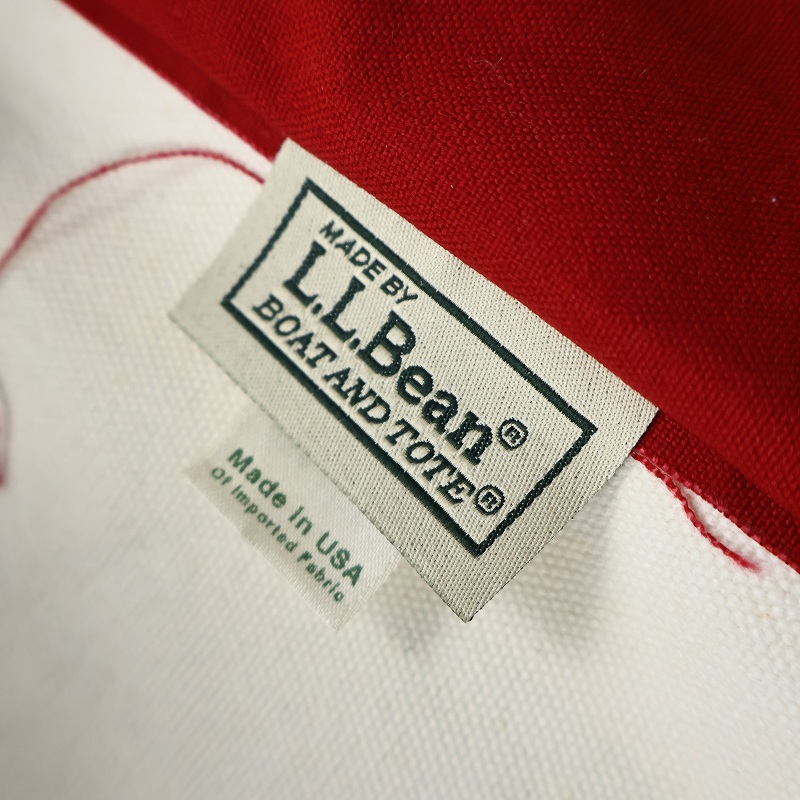 MADE BY
L.L.Bean®
BOAT AND TOTE®
Made in USA
Of Imported Fabric